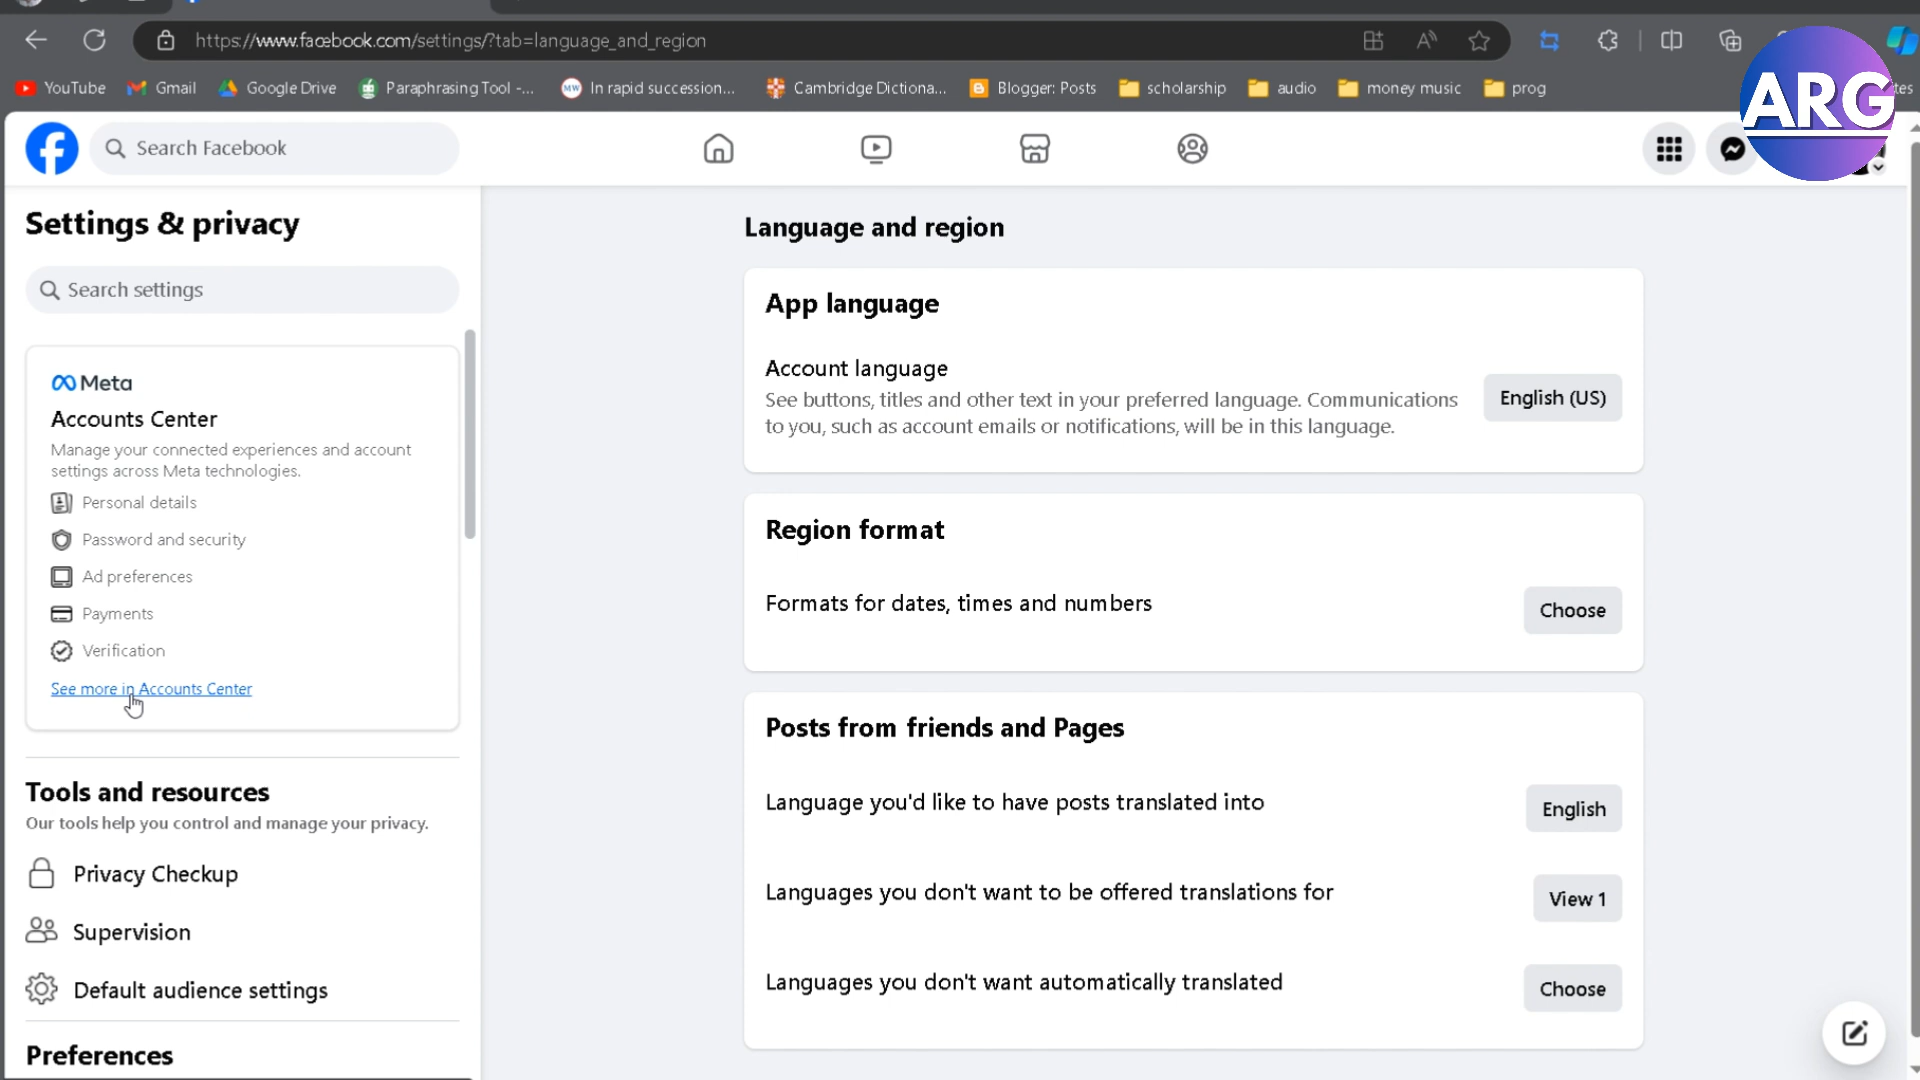 https://www.facebook.com/settings/?tab=language_and_region
YouTube
Gmail
Google Drive
Paraphrasing Tool -...
In rapid succession...
Cambridge Dictiona...
Blogger: Posts
scholarship
audio
money music
prog
ARG
Search Facebook
Settings & privacy
Search settings
Meta
Accounts Center
Manage your connected experiences and account
settings across Meta technologies.
Personal details
Password and security
Ad preferences
Payments
Verification
See more in Accounts Center
Tools and resources
Our tools help you control and manage your privacy.
Privacy Checkup
Supervision
Default audience settings
Preferences
Language and region
App language
Account language
See buttons, titles and other text in your preferred language. Communications
to you, such as account emails or notifications, will be in this language.
English (US)
Region format
Formats for dates, times and numbers
Choose
Posts from friends and Pages
Language you'd like to have posts translated into
English
Languages you don't want to be offered translations for
View 1
Languages you don't want automatically translated
Choose